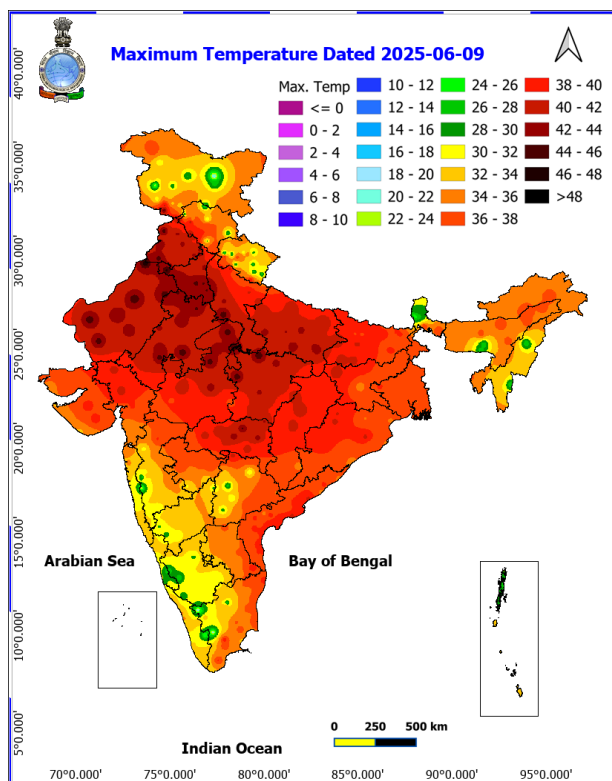 Maximum Temperature Dated 2025-06-09
Max. Temp
<= 0
0 - 2
2 - 4
4 - 6
6 - 8
8 - 10
10 - 12
12 - 14
14 - 16
16 - 18
18 - 20
20 - 22
22 - 24
24 - 26
26 - 28
28 - 30
30 - 32
32 - 34
34 - 36
36 - 38
38 - 40
40 - 42
42 - 44
44 - 46
46 - 48
>48
40°0.000'
35°0.000'
30°0.000'
25°0.000'
20°0.000'
15°0.000'
10°0.000'
5°0.000'
Arabian Sea
Bay of Bengal
0 250 500 km
Indian Ocean
70°0.000' 75°0.000' 80°0.000' 85°0.000' 90°0.000' 95°0.000'